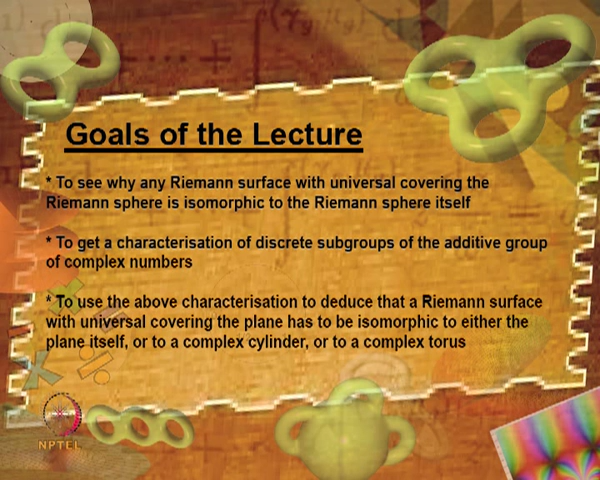 Goals of the Lecture
* To see why any Riemann surface with universal covering the
Riemann sphere is isomorphic to the Riemann sphere itself
* To get a characterisation of discrete subgroups of the additive group
of complex numbers
* To use the above characterisation to deduce that a Riemann surface
with universal covering the plane has to be isomorphic to either the
plane itself, or to a complex cylinder, or to a complex torus
NPTEL